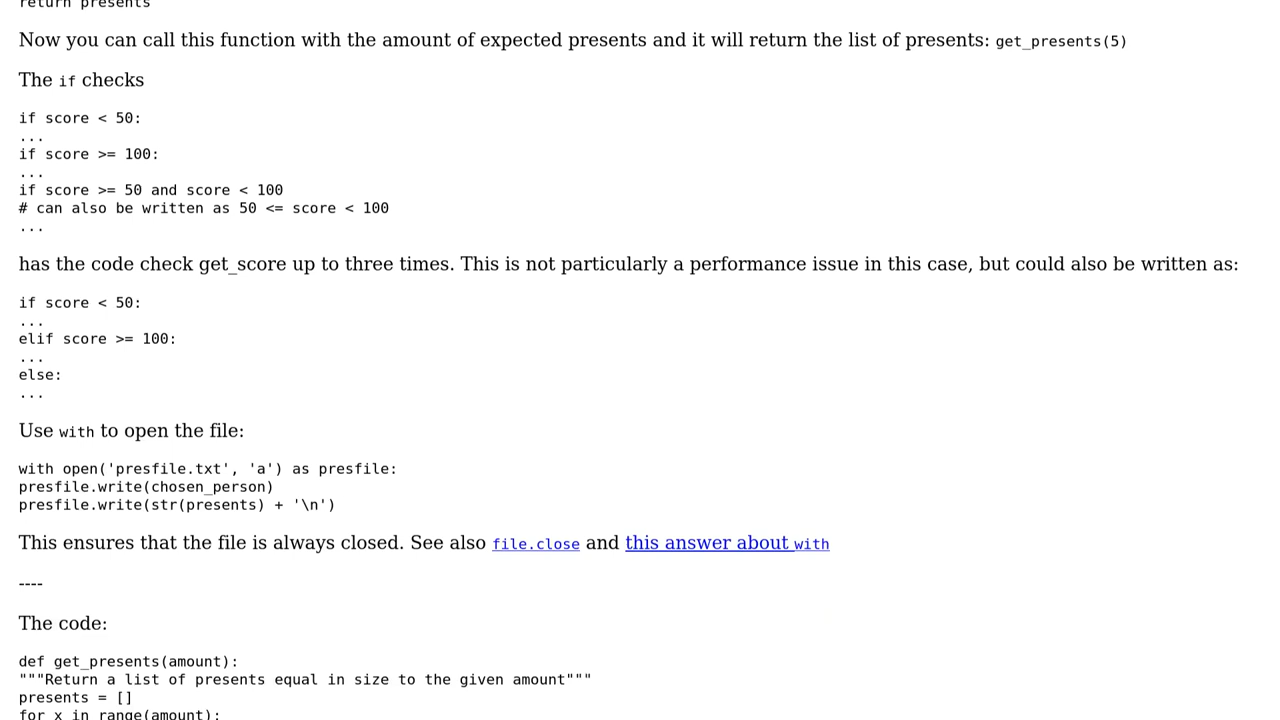 return presents
Now you can call this function with the amount of expected presents and it will return the list of presents: get_presents(5)
The if checks
if score < 50:
...
if score >= 100:
...
if score >= 50 and score < 100
# can also be written as 50 <= score < 100
...
has the code check get_score up to three times. This is not particularly a performance issue in this case, but could also be written as:
if score < 50:
...
elif score >= 100:
...
else:
...
Use with to open the file:
with open('presfile.txt', 'a') as presfile:
presfile.write(chosen_person)
presfile.write(str(presents) + '\n')
This ensures that the file is always closed. See also file.close and this answer about with
----
The code:
def get_presents(amount):
"""Return a list of presents equal in size to the given amount"""
presents = []
for x in range(amount):